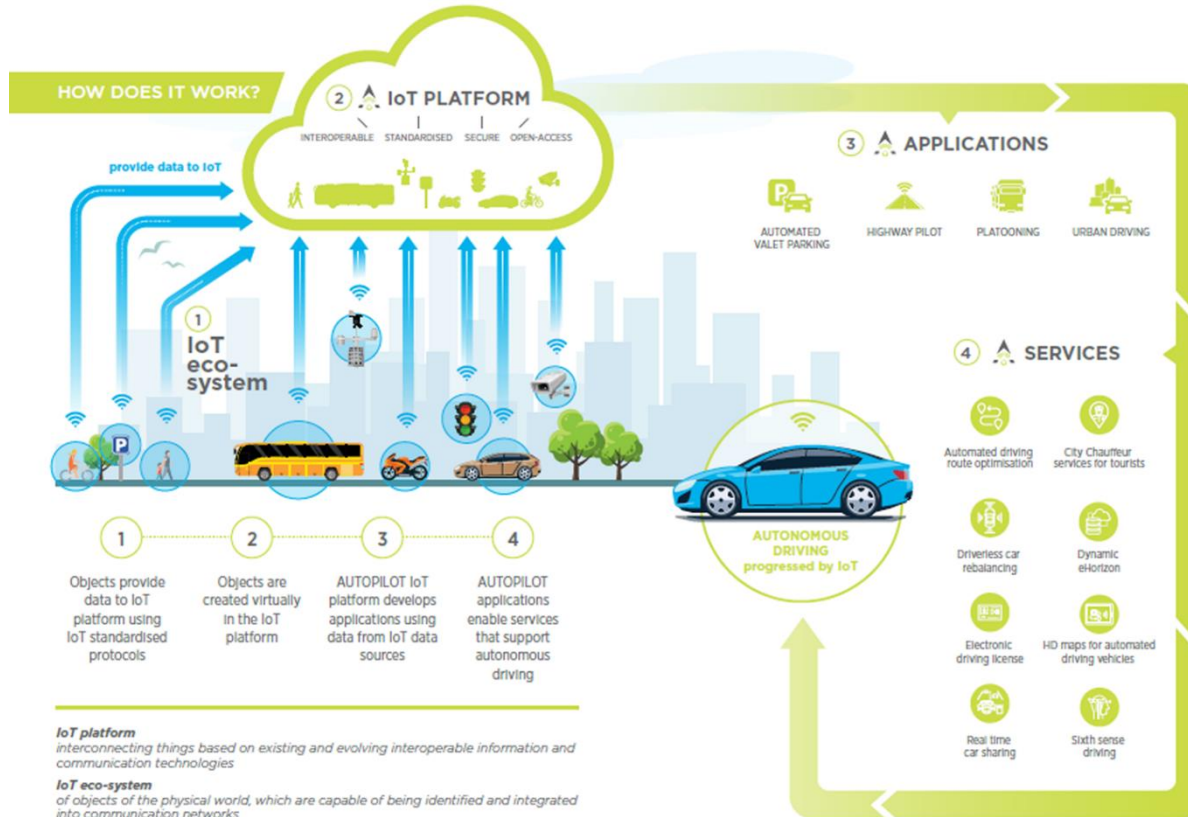 HOW DOES IT WORK?
2 IoT PLATFORM
INTEROPERABLE STANDARDISED SECURE OPEN-ACCESS
provide data to IoT
1
IoT
eco-
system
P
3 APPLICATIONS
P
AUTOMATED
VALET PARKING
HIGHWAY PILOT
PLATOONING
URBAN DRIVING
4 SERVICES
Automated driving
route optimisation
City Chauffeur
services for tourists
Driverless car
rebalancing
Dynamic
eHorizon
Electronic
driving license
HD maps for automated
driving vehicles
Real time
car sharing
Sixth sense
driving
AUTONOMOUS
DRIVING
progressed by IoT
1
Objects provide
data to IoT
platform using
IoT standardised
protocols
2
Objects are
created virtually
in the IoT
platform
3
AUTOPILOT IoT
platform develops
applications using
data from IoT data
sources
4
AUTOPILOT
applications
enable services
that support
autonomous
driving
IoT platform
interconnecting things based on existing and evolving interoperable information and
communication technologies
IoT eco-system
of objects of the physical world, which are capable of being identified and integrated
into communication networks